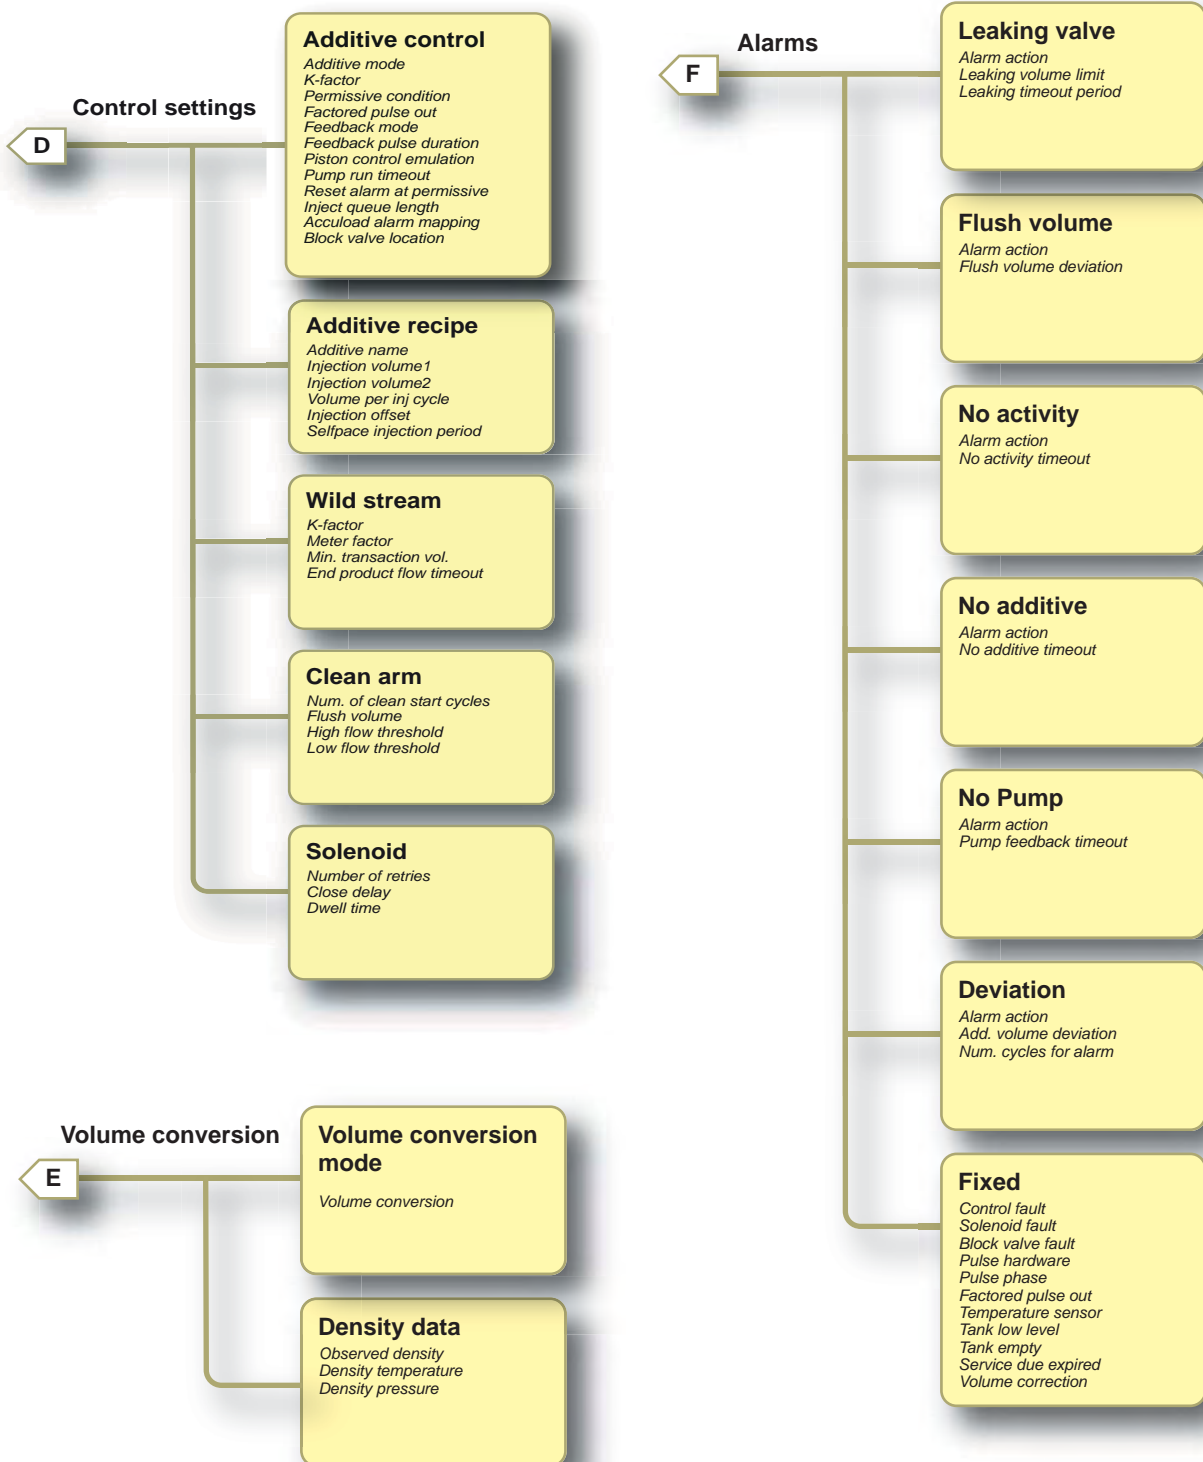 Control settings
D
Additive control
Additive mode
K-factor
Permissive condition
Factored pulse out
Feedback mode
Feedback pulse duration
Piston control emulation
Pump run timeout
Reset alarm at permissive
Inject queue length
Acculoadalarm mapping
Block valve location
Additive recipe
Additive name
Injection volume1
Injection volume2
Volume per inj cycle
Injection offset
Selfpace injection period
Wild stream
K-factor
Meter factor
Min. transaction vol.
End product flow timeout
Clean arm
Num. of clean start cycles
Flush volume
High flow threshold
Low flow threshold
Solenoid
Number of retries
Close delay
Dwell time
Volume conversion
E
Volume conversion
mode
Volume conversion
Density data
Observed density
Density temperature
Density pressure
Alarms
F
Leaking valve
Alarm action
Leaking volume limit
Leaking timeout period
Flush volume
Alarm action
Flush volume deviation
No activity
Alarm action
No activity timeout
No additive
Alarm action
No additive timeout
No Pump
Alarm action
Pump feedback timeout
Deviation
Alarm action
Add. volume deviation
Num. cycles for alarm
Fixed
Control fault
Solenoid fault
Block valve fault
Pulse hardware
Pulse phase
Factored pulse out
Temperature sensor
Tank low level
Tank empty
Service due expired
Volume correction